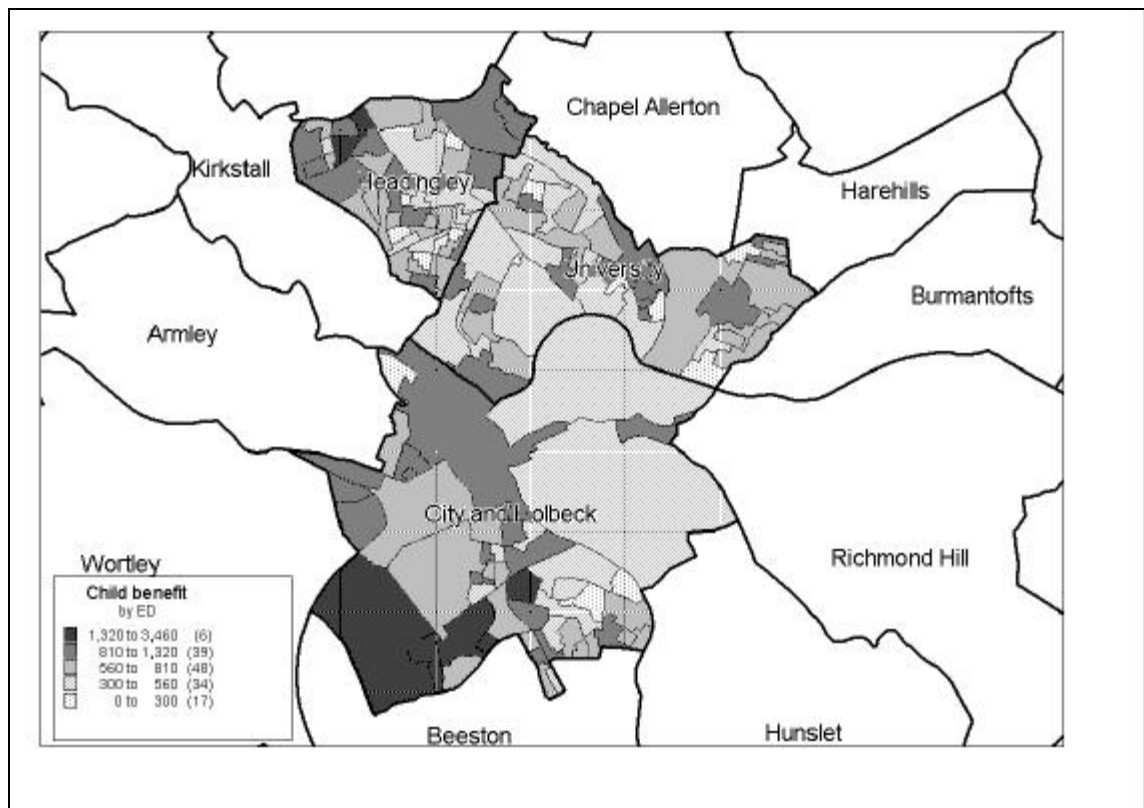 Chapel Allerton
Kirkstall
Headingley
Harehills
University
Burmantofts
Armley
City and Holbeck
Richmond Hill
Wortley
Child benefit
by ED
1,320 to 3,460 (6)
810 to 1,320 (39)
560 to 810 (48)
300 to 560 (34)
0 to 300 (17)
Beeston
Hunslet